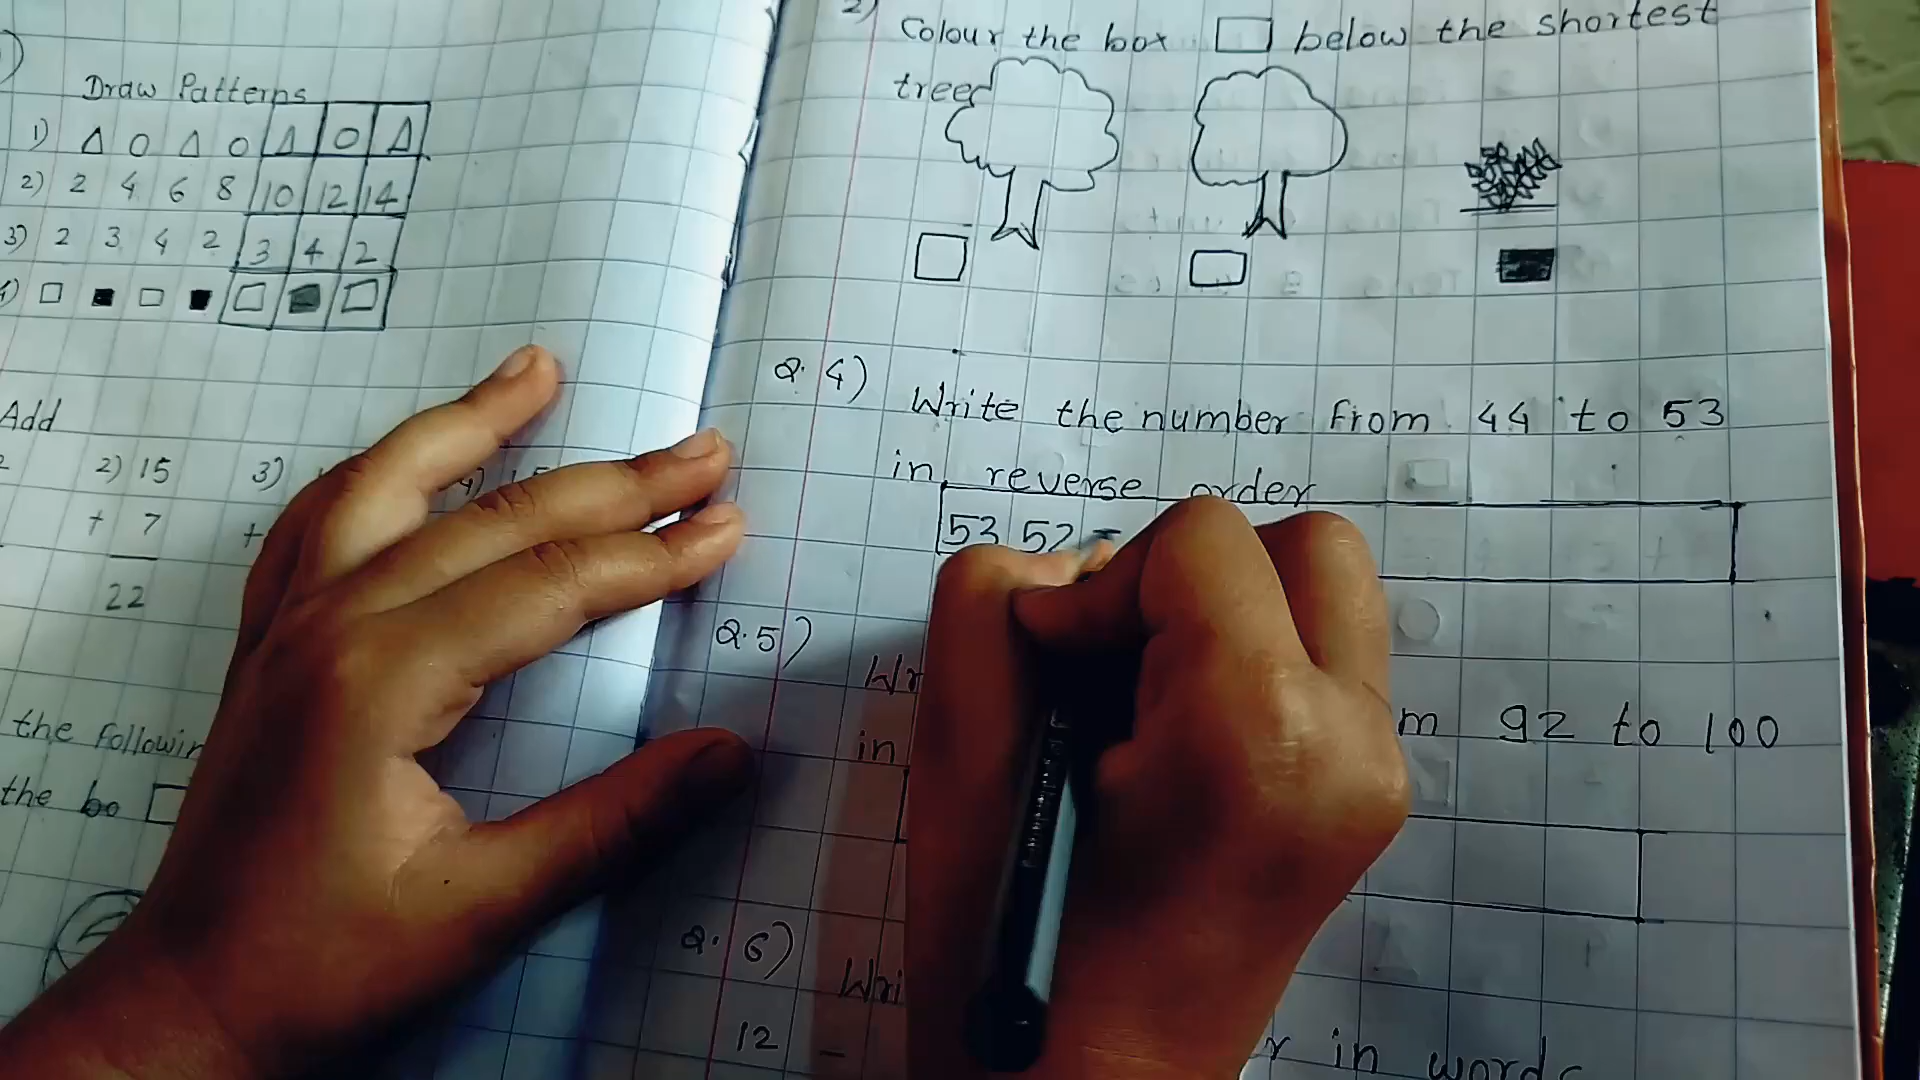 Draw Patterns
1) Δ O Δ O Δ O Δ
2) 2 4 6 8 10 12 14
3) 2 3 4 2 3 4 2
Add
2) 15
+ 7
22
3)
+
4)
the
the bo
2) Colour the box below the shortest
tree
Q. 4) Write the number from 44 to 53
in reverse order
53 52
Q. 5)
92 to 100
in
Q. 6)
in words
12 -